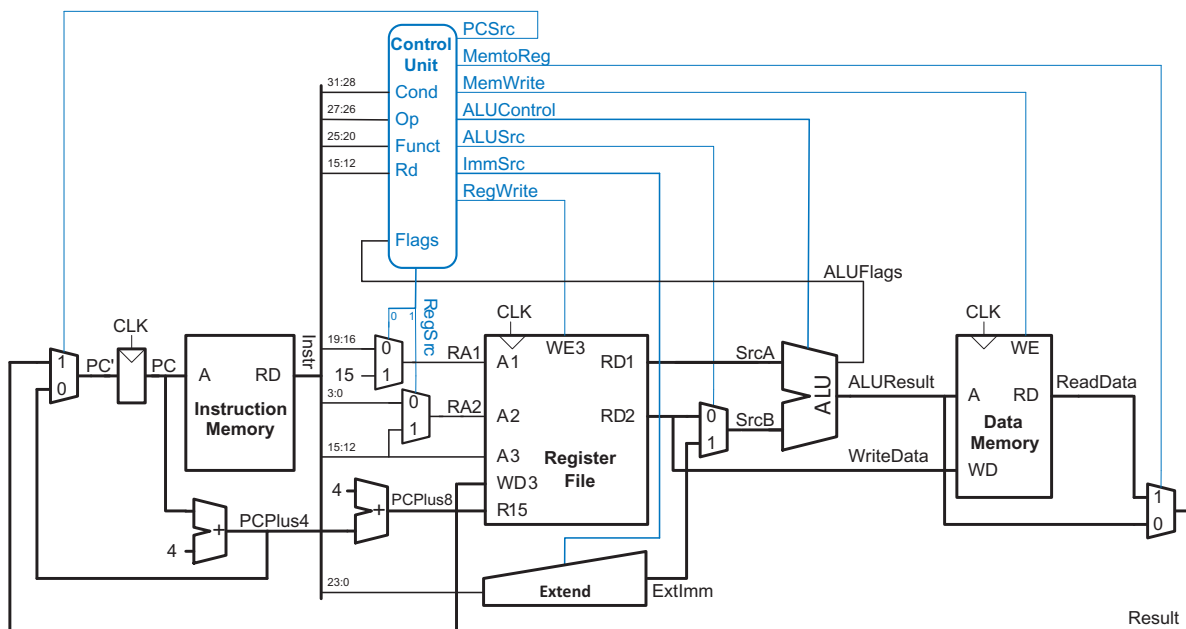 PCSrc
Control
Unit
MemtoReg
31:28
Cond
MemWrite
27:26
Op
ALUControl
25:20
Funct
ALUSrc
15:12
Rd
ImmSrc
RegWrite
Flags
ALUFlags
0 1
RegSrc
CLK
CLK
CLK
Instr
19:16
0
1
15
RA1
A1
WE3
RD1
SrcA
WE
1
0
PC'
PC
A
RD
Instruction
Memory
ALU
ALUResult
A
RD
ReadData
3:0
0
1
RA2
A2
RD2
0
1
SrcB
Data
Memory
15:12
A3
Register
File
WriteData
WD
WD3
4
+
PCPlus8
R15
1
0
PCPlus4
+
4
23:0
Extend
ExtImm
Result